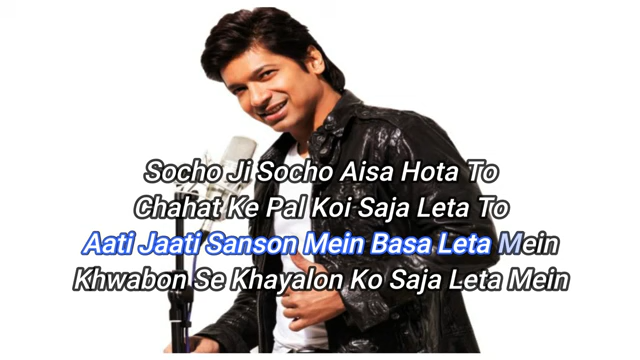 Socho Ji Socho Aisa Hota To
Chahat Ke Pal Koi Saja Leta To
Aati Jaati Sanson Mein Basa Leta Mein
Khwabon Se Khayalon Ko Saja Leta Mein